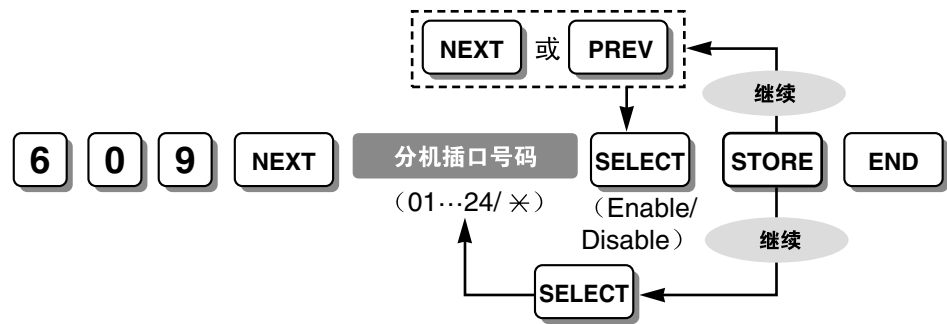 NEXT 或 PREV
继续
6 0 9 NEXT 分机插口号码 SELECT STORE END
（01…24/ ✳）
（Enable/
Disable）
继续
SELECT